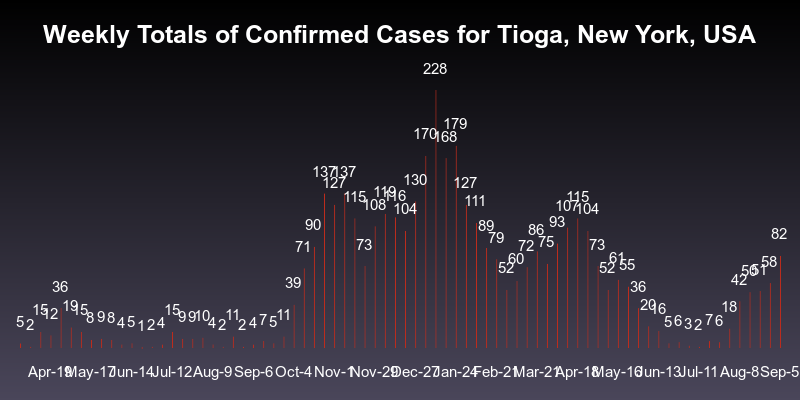 Weekly Totals of Confirmed Cases for Tioga, New York, USA
5 2 15 12 36 19 15 8 9 8 4 5 1 2 4 15 9 9 10 4 2 11 2 4 7 5 11 39 71 90 137 127 137 115 73 108 119 116 104 130 170 228 168 179 127 111 89 79 52 60 72 86 75 93 107 115 104 73 52 61 55 36 20 16 5 6 3 2 7 6 18 42 50 51 58 82
Apr-19 May-17 Jun-14 Jul-12 Aug-9 Sep-6 Oct-4 Nov-1 Nov-29 Dec-27 Jan-24 Feb-21 Mar-21 Apr-18 May-16 Jun-13 Jul-11 Aug-8 Sep-5